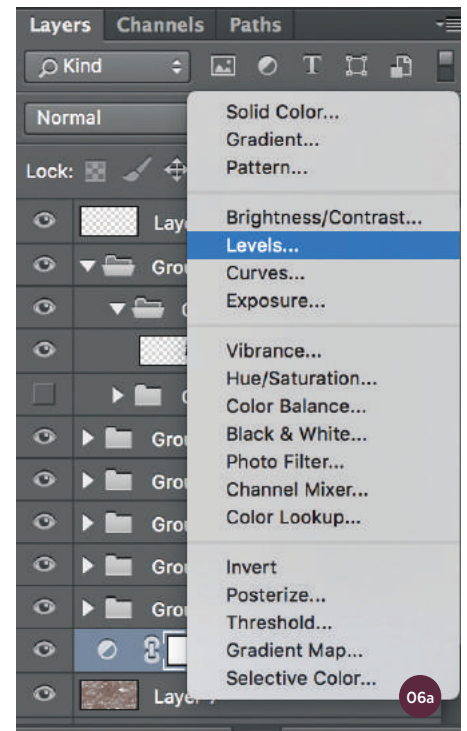 Layers Channels Paths
Kind
Normal
Lock:
Solid Color...
Gradient...
Pattern...
Brightness/Contrast...
Levels...
Curves...
Exposure...
Vibrance...
Hue/Saturation...
Color Balance...
Black & White...
Photo Filter...
Channel Mixer...
Color Lookup...
Invert
Posterize...
Threshold...
Gradient Map...
Selective Color...
06a